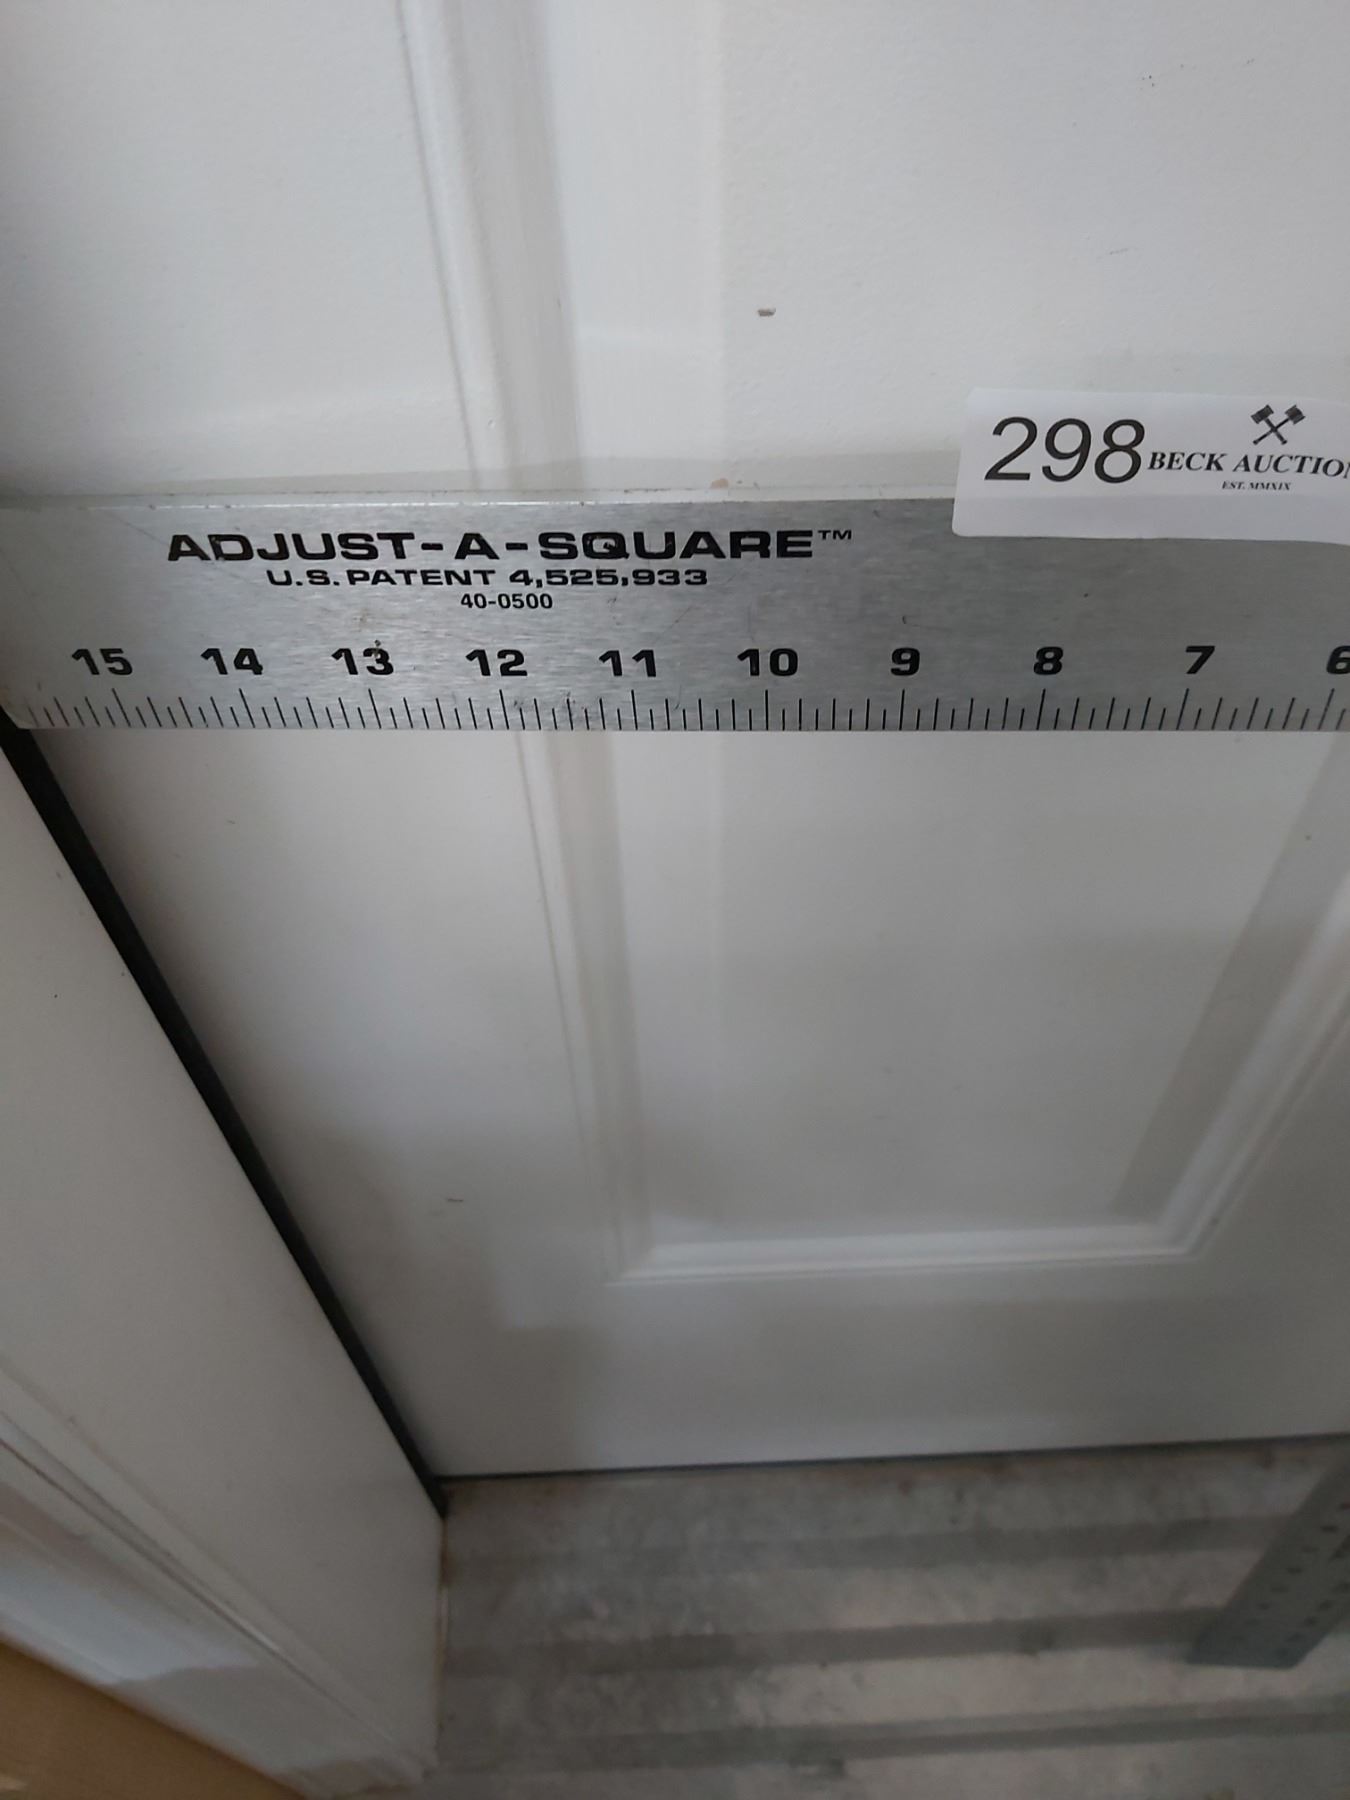 298 BECK AUCTION
EST. MMXIX
ADJUST-A-SQUARE™
U.S. PATENT 4,525,933
40-0500
15 14 13 12 11 10 9 8 7 6